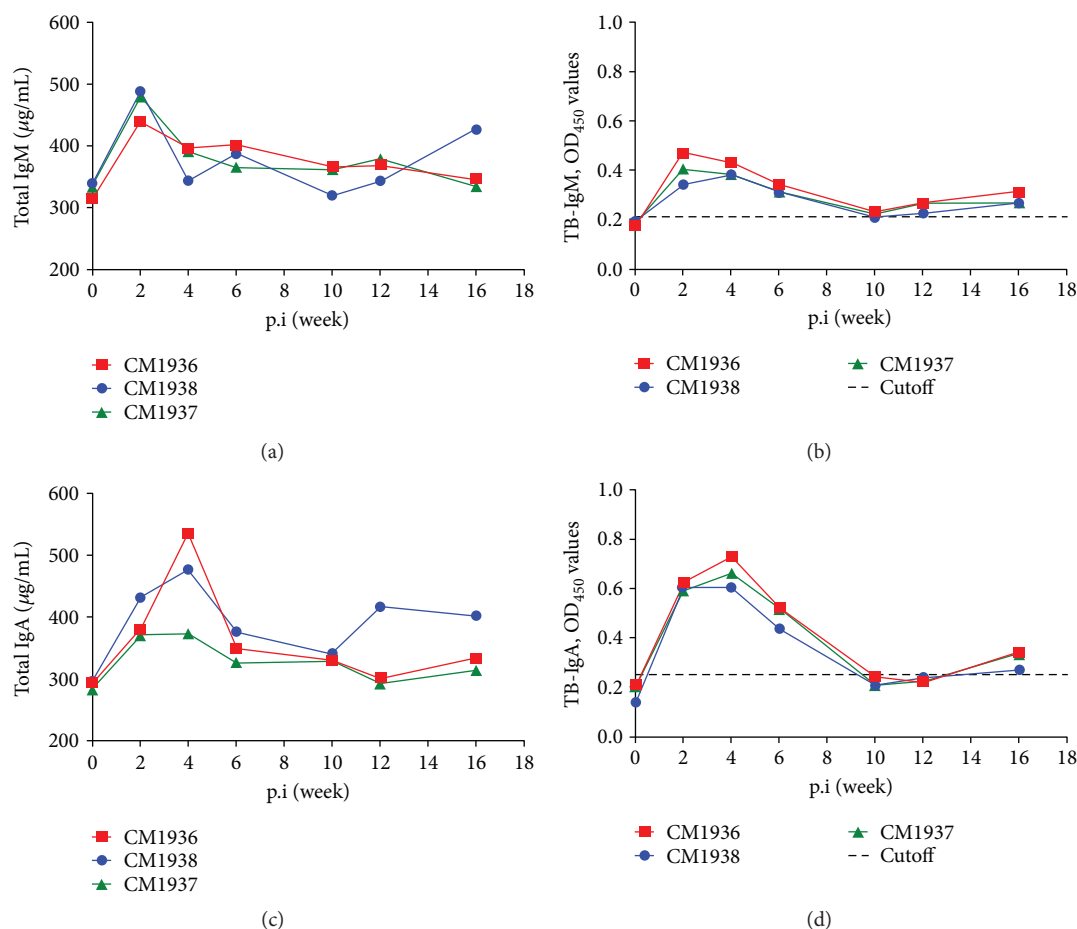 600
500
400
300
200
Total IgM (μg/mL)
0 2 4 6 8 10 12 14 16 18
p.i (week)
CM1936
CM1938
CM1937
(a)
1.0
0.8
0.6
0.4
0.2
0.0
TB-IgM, OD450 values
0 2 4 6 8 10 12 14 16 18
p.i (week)
CM1936 CM1937
CM1938 Cutoff
(b)
600
500
400
300
200
Total IgA (μg/mL)
0 2 4 6 8 10 12 14 16 18
p.i (week)
CM1936
CM1938
CM1937
(c)
1.0
0.8
0.6
0.4
0.2
0.0
TB-IgA, OD450 values
0 2 4 6 8 10 12 14 16 18
p.i (week)
CM1936 CM1937
CM1938 Cutoff
(d)